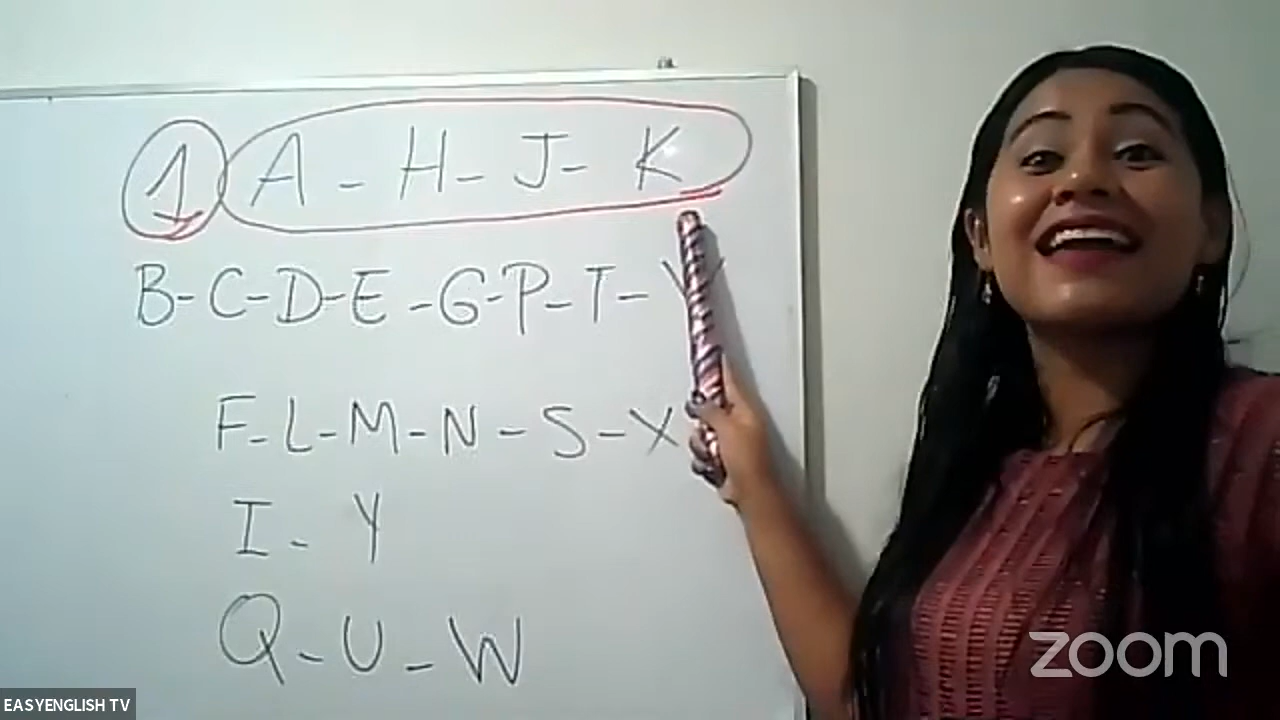 1 A - H - J - K
B - C - D - E - G - P - T - V
F - L - M - N - S - X
I - Y
Q - U - W
zoom
EASYENGLISH TV